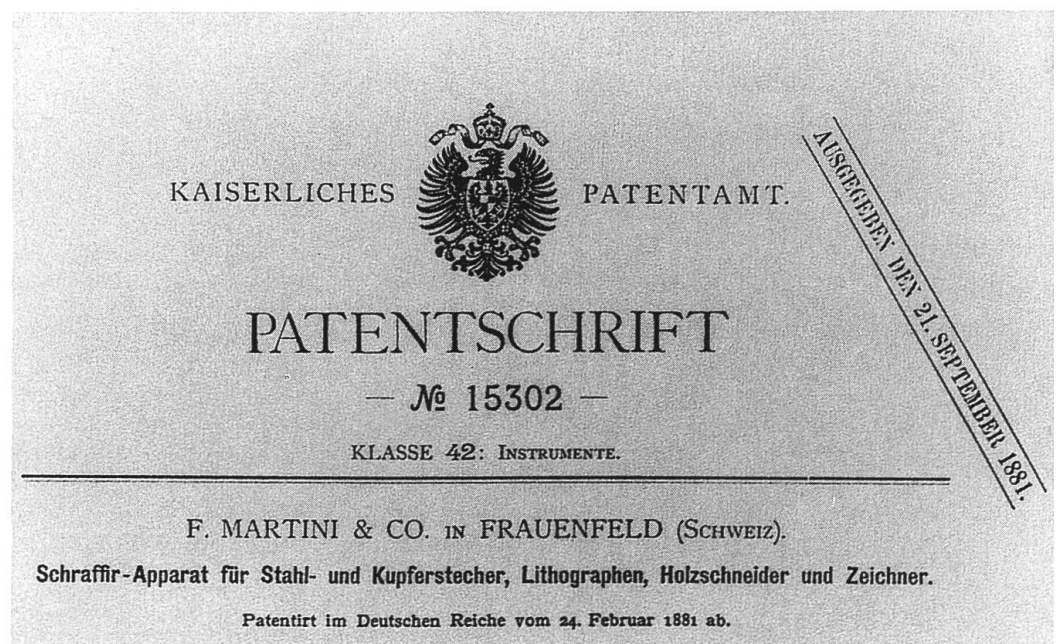 KAISERLICHES PATENTAMT.
AUSGEGEBEN DEN 21. SEPTEMBER 1881.
PATENTSCHRIFT
— № 15302 —
KLASSE 42: INSTRUMENTE.
F. MARTINI & CO. IN FRAUENFELD (SCHWEIZ).
Schraffir-Apparat für Stahl- und Kupferstecher, Lithographen, Holzschneider und Zeichner.
Patentirt im Deutschen Reiche vom 24. Februar 1881 ab.